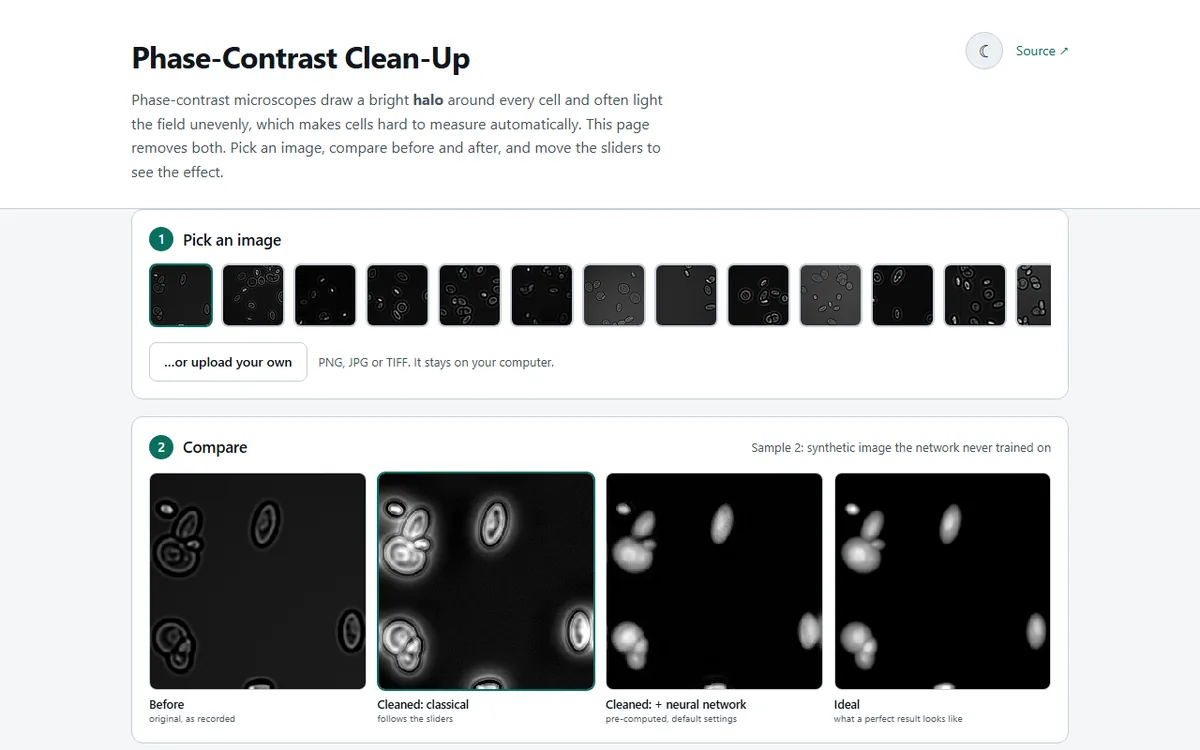 Phase-Contrast Clean-Up
☾
Source ↗
Phase-contrast microscopes draw a bright halo around every cell and often light
the field unevenly, which makes cells hard to measure automatically. This page
removes both. Pick an image, compare before and after, and move the sliders to
see the effect.
1 Pick an image
...or upload your own
PNG, JPG or TIFF. It stays on your computer.
2 Compare
Sample 2: synthetic image the network never trained on
Before
original, as recorded
Cleaned: classical
follows the sliders
Cleaned: + neural network
pre-computed, default settings
Ideal
what a perfect result looks like